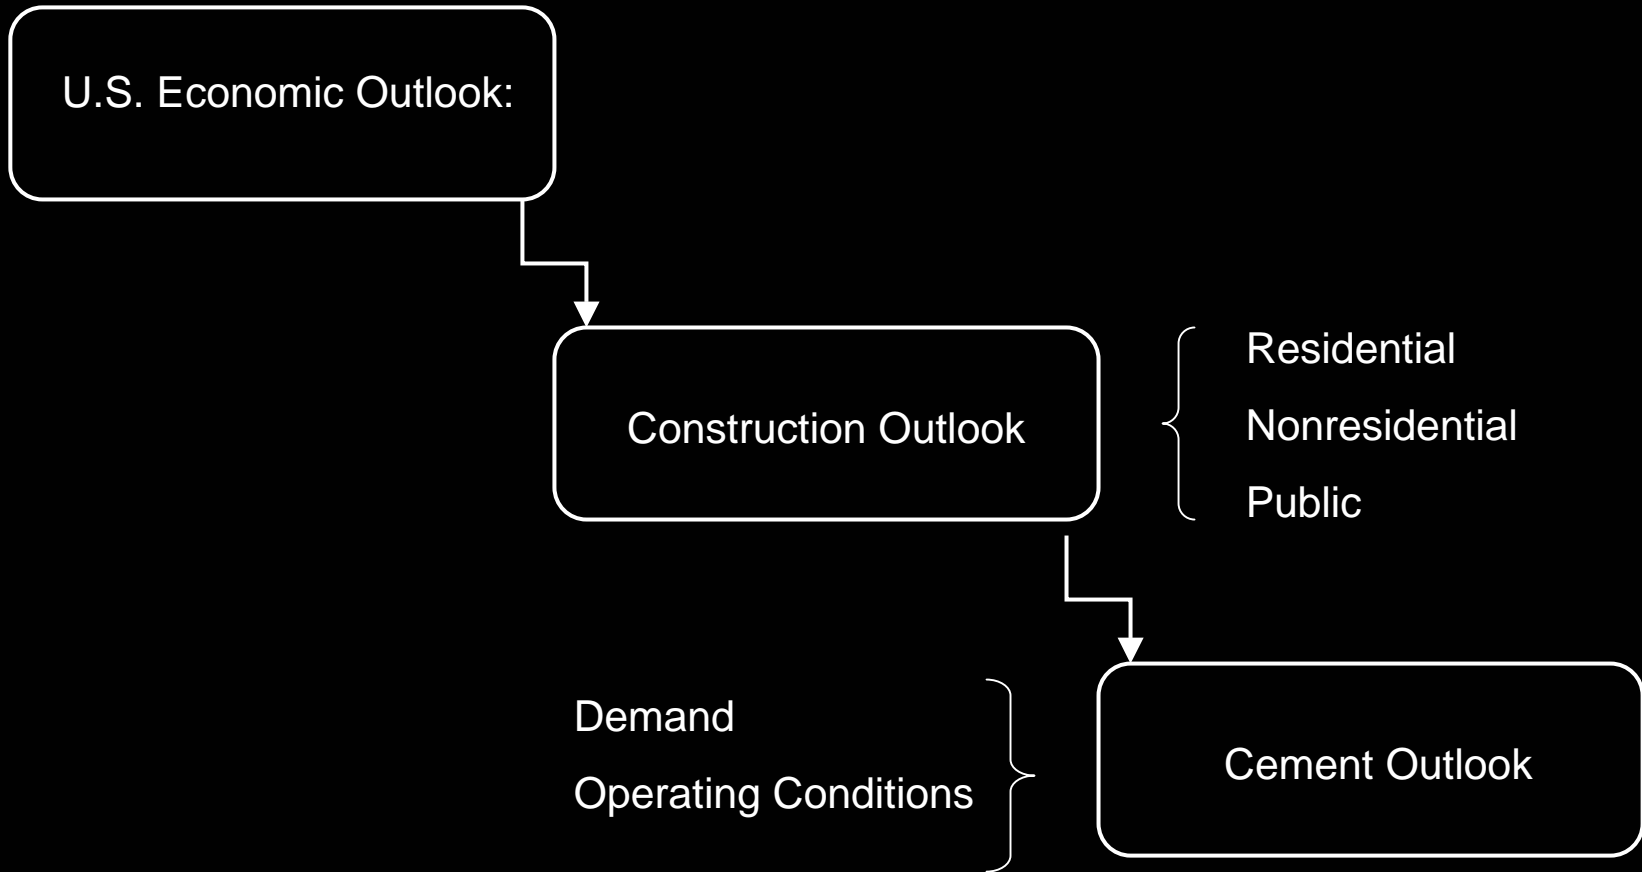 U.S. Economic Outlook:
Construction Outlook
Residential
Nonresidential
Public
Demand
Operating Conditions
Cement Outlook